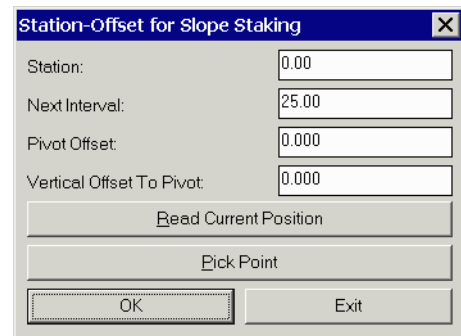 Station-Offset for Slope Staking
Station: 0.00
Next Interval: 25.00
Pivot Offset: 0.000
Vertical Offset To Pivot: 0.000
Read Current Position
Pick Point
OK Exit